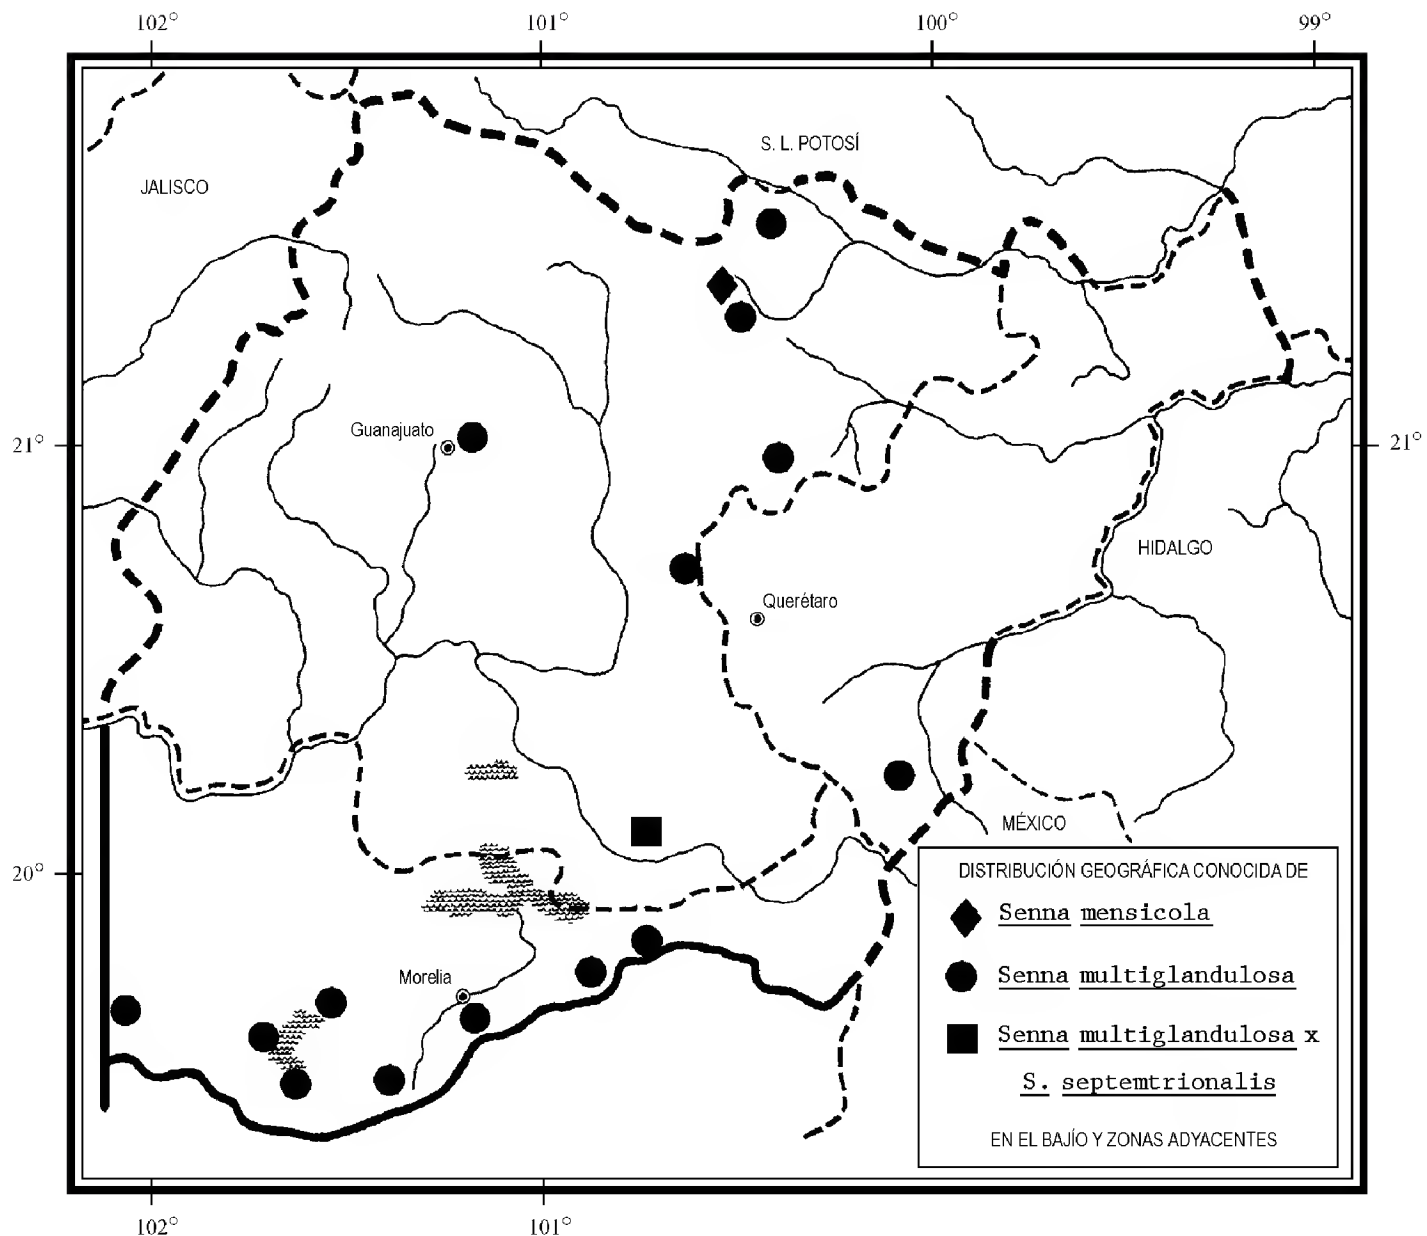 102° 101° 100° 99°
S. L. POTOSÍ
JALISCO
Guanajuato
21° 21°
HIDALGO
Querétaro
MÉXICO
20°
DISTRIBUCIÓN GEOGRÁFICA CONOCIDA DE
Senna mensicola
Senna multiglandulosa
Morelia
Senna multiglandulosa x
S. septemtrionalis
EN EL BAJÍO Y ZONAS ADYACENTES
102° 101°